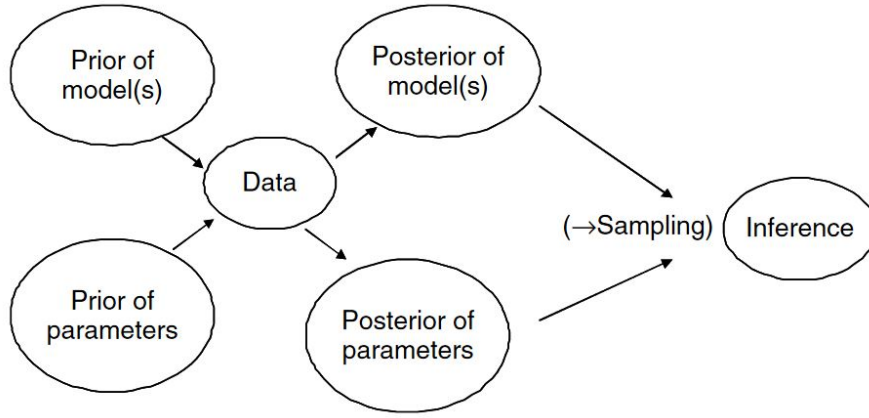 Prior of
model(s)
Posterior of
model(s)
Data
(→Sampling)
Inference
Prior of
parameters
Posterior of
parameters